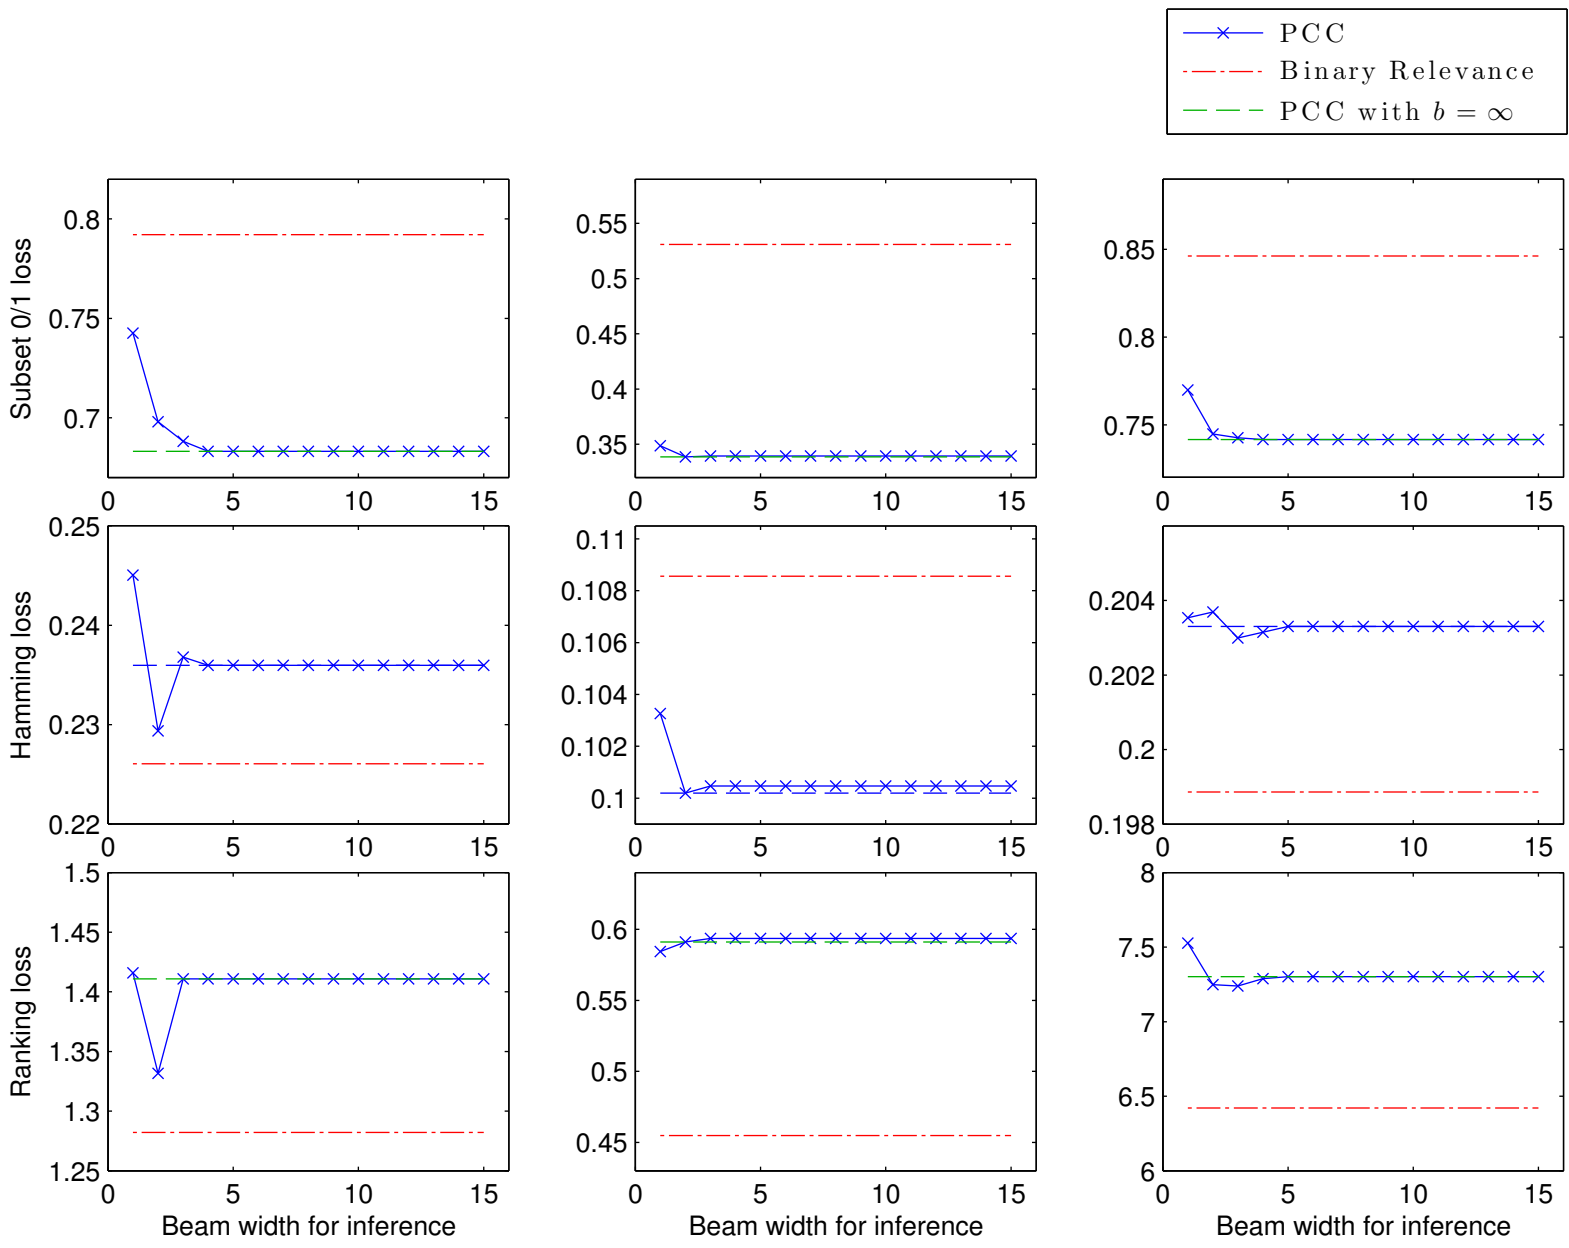 PCC
Binary Relevance
PCC with b = ∞
Subset 0/1 loss
0.8
0.75
0.7
0 5 10 15
0.55
0.5
0.45
0.4
0.35
0 5 10 15
0.85
0.8
0.75
0 5 10 15
Hamming loss
0.25
0.24
0.23
0.22
0 5 10 15
0.11
0.108
0.106
0.104
0.102
0.1
0 5 10 15
0.204
0.202
0.2
0.198
0 5 10 15
Ranking loss
1.5
1.45
1.4
1.35
1.3
1.25
0 5 10 15
Beam width for inference
0.6
0.55
0.5
0.45
0 5 10 15
Beam width for inference
8
7.5
7
6.5
6
0 5 10 15
Beam width for inference